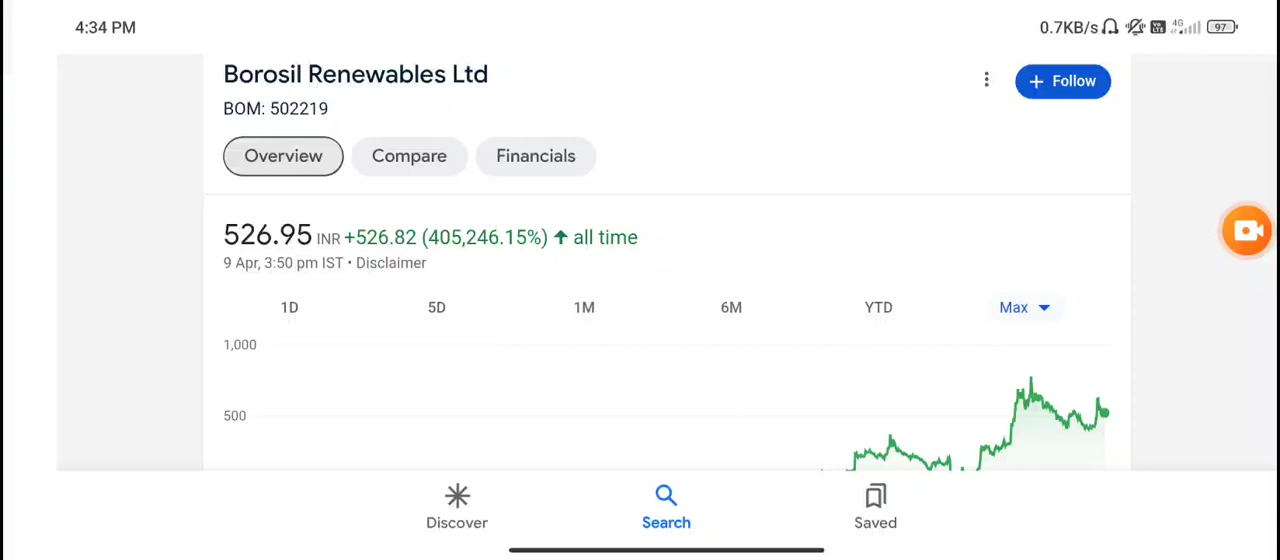 4:34 PM
0.7KB/s 4G 97
Borosil Renewables Ltd
+ Follow
BOM: 502219
Overview Compare Financials
526.95 INR +526.82 (405,246.15%) ↑ all time
9 Apr, 3:50 pm IST • Disclaimer
1D 5D 1M 6M YTD Max
1,000
500
Discover Search Saved